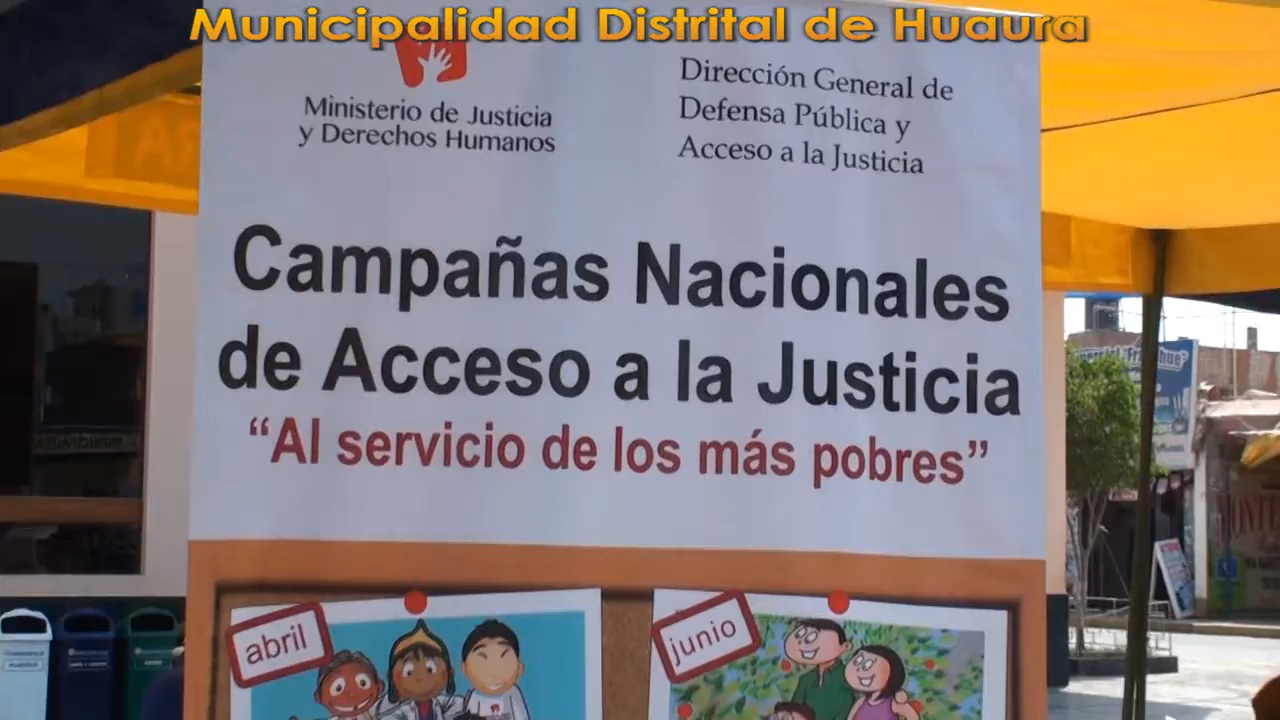 Municipalidad Distrital de Huaura
Ministerio de Justicia
y Derechos Humanos
Dirección General de
Defensa Pública y
Acceso a la Justicia
Campañas Nacionales
de Acceso a la Justicia
“Al servicio de los más pobres”
abril
junio